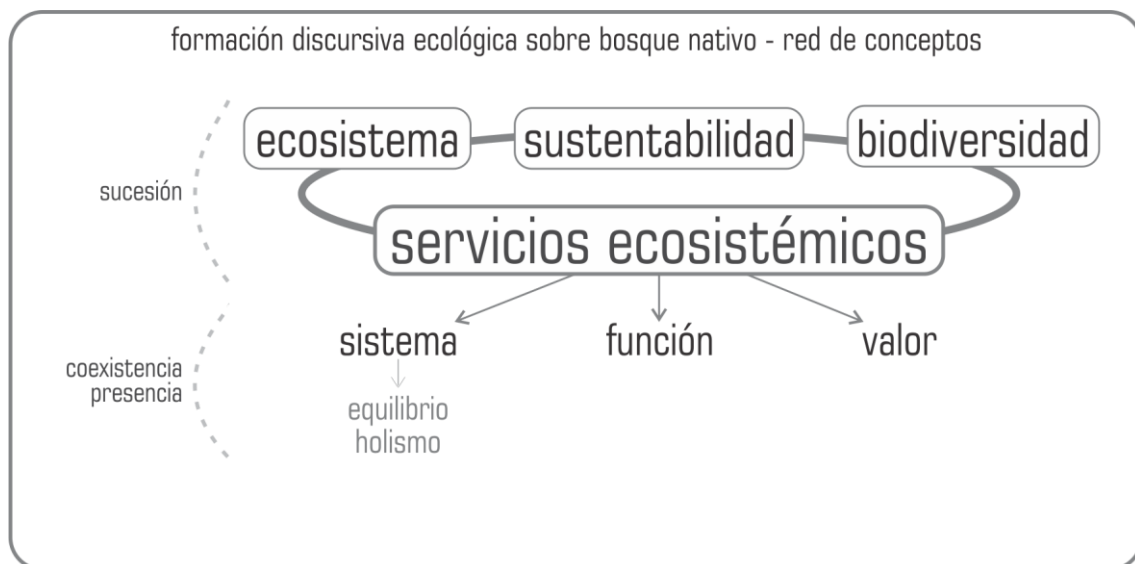 formación discursiva ecológica sobre bosque nativo - red de conceptos
ecosistema
sustentabilidad
biodiversidad
sucesión
servicios ecosistémicos
sistema
función
valor
coexistencia
presencia
equilibrio
holismo